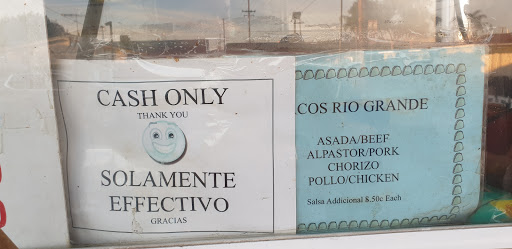 CASH ONLY
THANK YOU
SOLAMENTE
EFFECTIVO
GRACIAS
ACOS RIO GRANDE
ASADA/BEEF
ALPASTOR/PORK
CHORIZO
POLLO/CHICKEN
Salsa Addicional $.50c Each